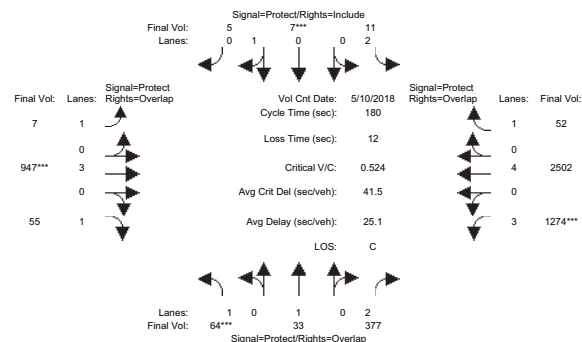 Signal=Protect/Rights=Include
Final Vol: 5 7*** 11
Lanes: 0 1 0 0 2
Signal=Protect Signal=Protect
Final Vol: Lanes: Rights=Overlap Vol Cnt Date: 5/10/2018 Rights=Overlap Lanes: Final Vol:
Cycle Time (sec): 180
7 1 1 52
Loss Time (sec): 12
0 0
947*** 3 Critical V/C: 0.524 4 2502
0 Avg Crit Del (sec/veh): 41.5 0
55 1 Avg Delay (sec/veh): 25.1 3 1274***
LOS: C
Lanes: 1 0 1 0 2
Final Vol: 64*** 33 377
Signal=Protect/Rights=Overlap